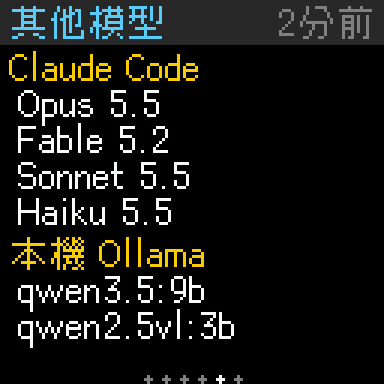 其他模型 2分前
Claude Code
Opus 5.5
Fable 5.2
Sonnet 5.5
Haiku 5.5
本機 Ollama
qwen3.5:9b
qwen2.5vl:3b